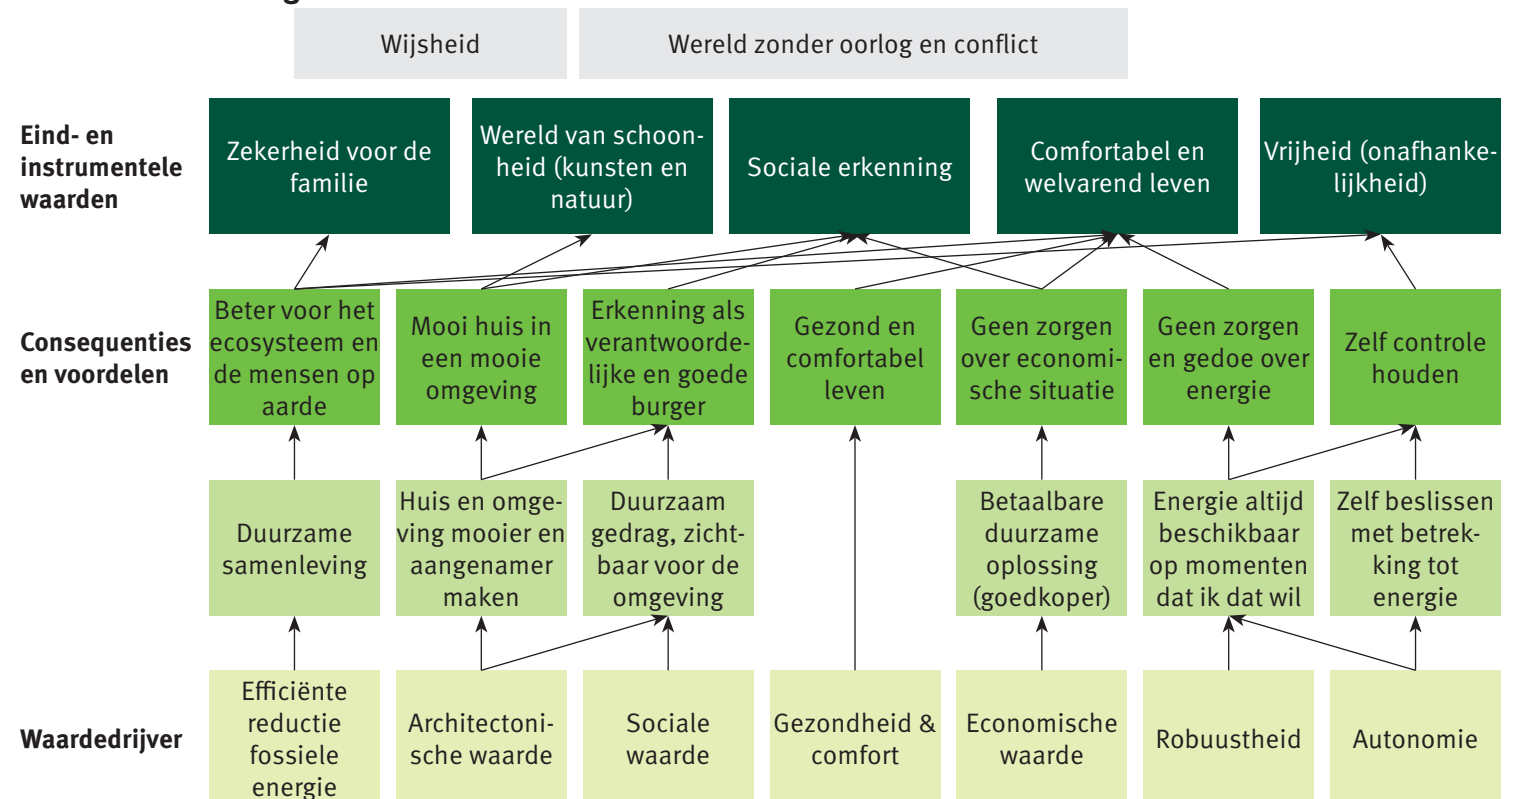 Wijsheid
Wereld zonder oorlog en conflict
Eind- en
instrumentele
waarden
Zekerheid voor de
familie
Wereld van schoon-
heid (kunsten en
natuur)
Sociale erkenning
Comfortabel en
welvarend leven
Vrijheid (onafhanke-
lijkheid)
Consequenties
en voordelen
Beter voor het
ecosysteem en
de mensen op
aarde
Mooi huis in
een mooie
omgeving
Erkenning als
verantwoorde-
lijke en goede
burger
Gezond en
comfortabel
leven
Geen zorgen
over economi-
sche situatie
Geen zorgen
en gedoe over
energie
Zelf controle
houden
Duurzame
samenleving
Huis en omge-
ving mooier en
aangenamer
maken
Duurzaam
gedrag, zicht-
baar voor de
omgeving
Betaalbare
duurzame
oplossing
(goedkoper)
Energie altijd
beschikbaar
op momenten
dat ik dat wil
Zelf beslissen
met betrek-
king tot
energie
Waardedrijver
Efficiënte
reductie
fossiele
energie
Architectoni-
sche waarde
Sociale
waarde
Gezondheid &
comfort
Economische
waarde
Robuustheid
Autonomie